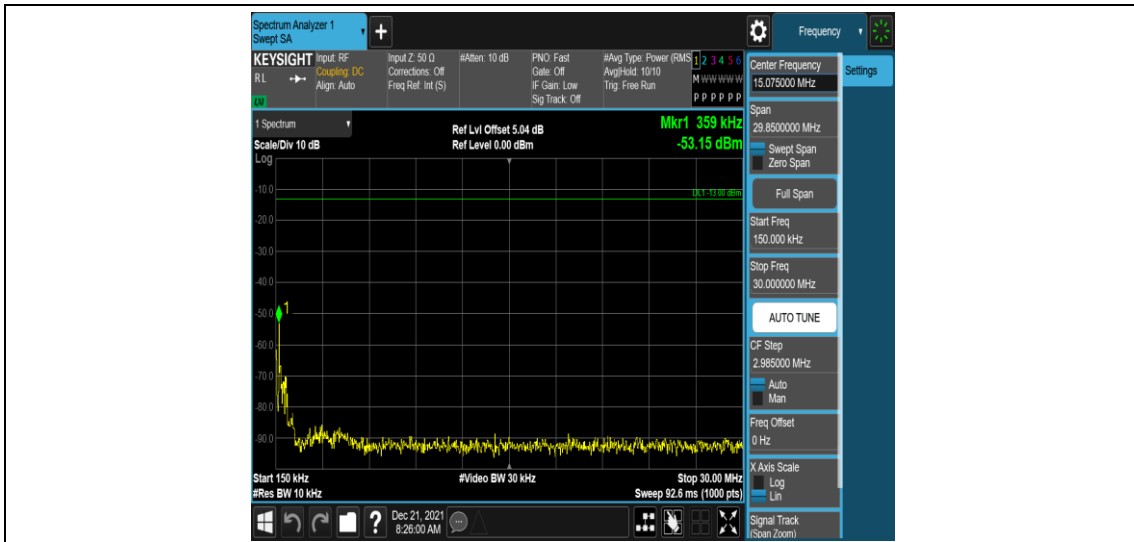 Spectrum Analyzer 1
Swept SA
+
Frequency
KEYSIGHT
RL
Input: RF
Coupling: DC
Align: Auto
Input Z: 50 Ω
Corrections: Off
Freq Ref: Int (S)
#Atten: 10 dB
PNO: Fast
Gate: Off
IF Gain: Low
Sig Track: Off
#Avg Type: Power (RMS
Avg|Hold: 10/10
Trig: Free Run
1 2 3 4 5 6
M W W W W W
P P P P P P
1 Spectrum
Scale/Div 10 dB
Ref Lvl Offset 5.04 dB
Ref Level 0.00 dBm
Mkr1 359 kHz
-53.15 dBm
Log
DL1 -13.00 dBm
-10.0
-20.0
-30.0
-40.0
-50.0
1
-60.0
-70.0
-80.0
-90.0
Start 150 kHz
#Video BW 30 kHz
Stop 30.00 MHz
#Res BW 10 kHz
Sweep 92.6 ms (1000 pts)
?
Dec 21, 2021
8:26:00 AM
Center Frequency
15.075000 MHz
Settings
Span
29.8500000 MHz
Swept Span
Zero Span
Full Span
Start Freq
150.000 kHz
Stop Freq
30.000000 MHz
AUTO TUNE
CF Step
2.985000 MHz
Auto
Man
Freq Offset
0 Hz
X Axis Scale
Log
Lin
Signal Track
(Span Zoom)